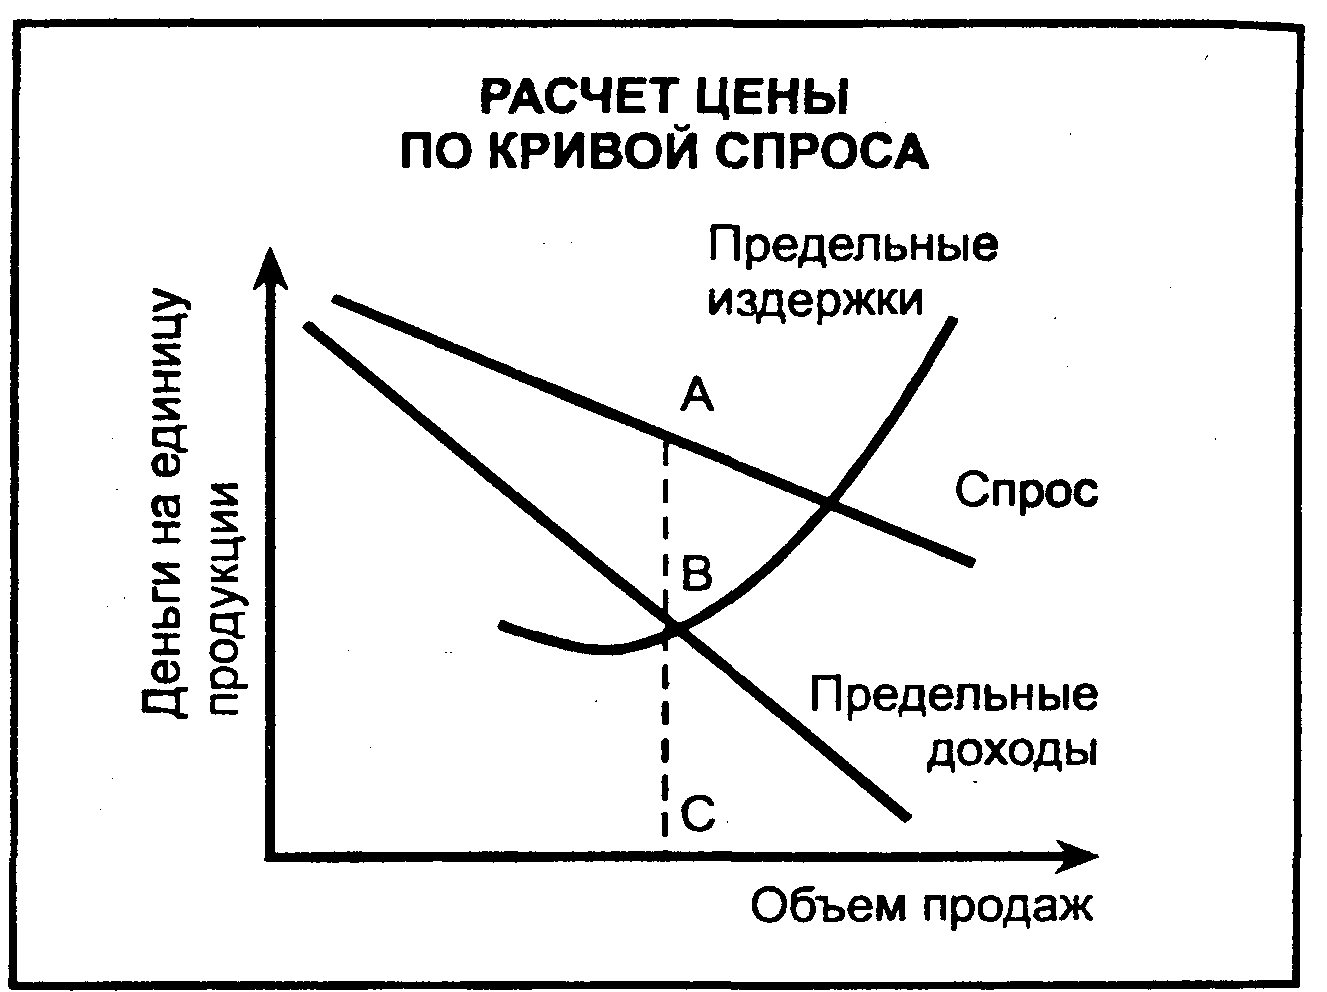 РАСЧЕТ ЦЕНЫ
ПО КРИВОЙ СПРОСА
Предельные
издержки
Деньги на единицу
продукции
А
Спрос
В
Предельные
доходы
С
Объем продаж